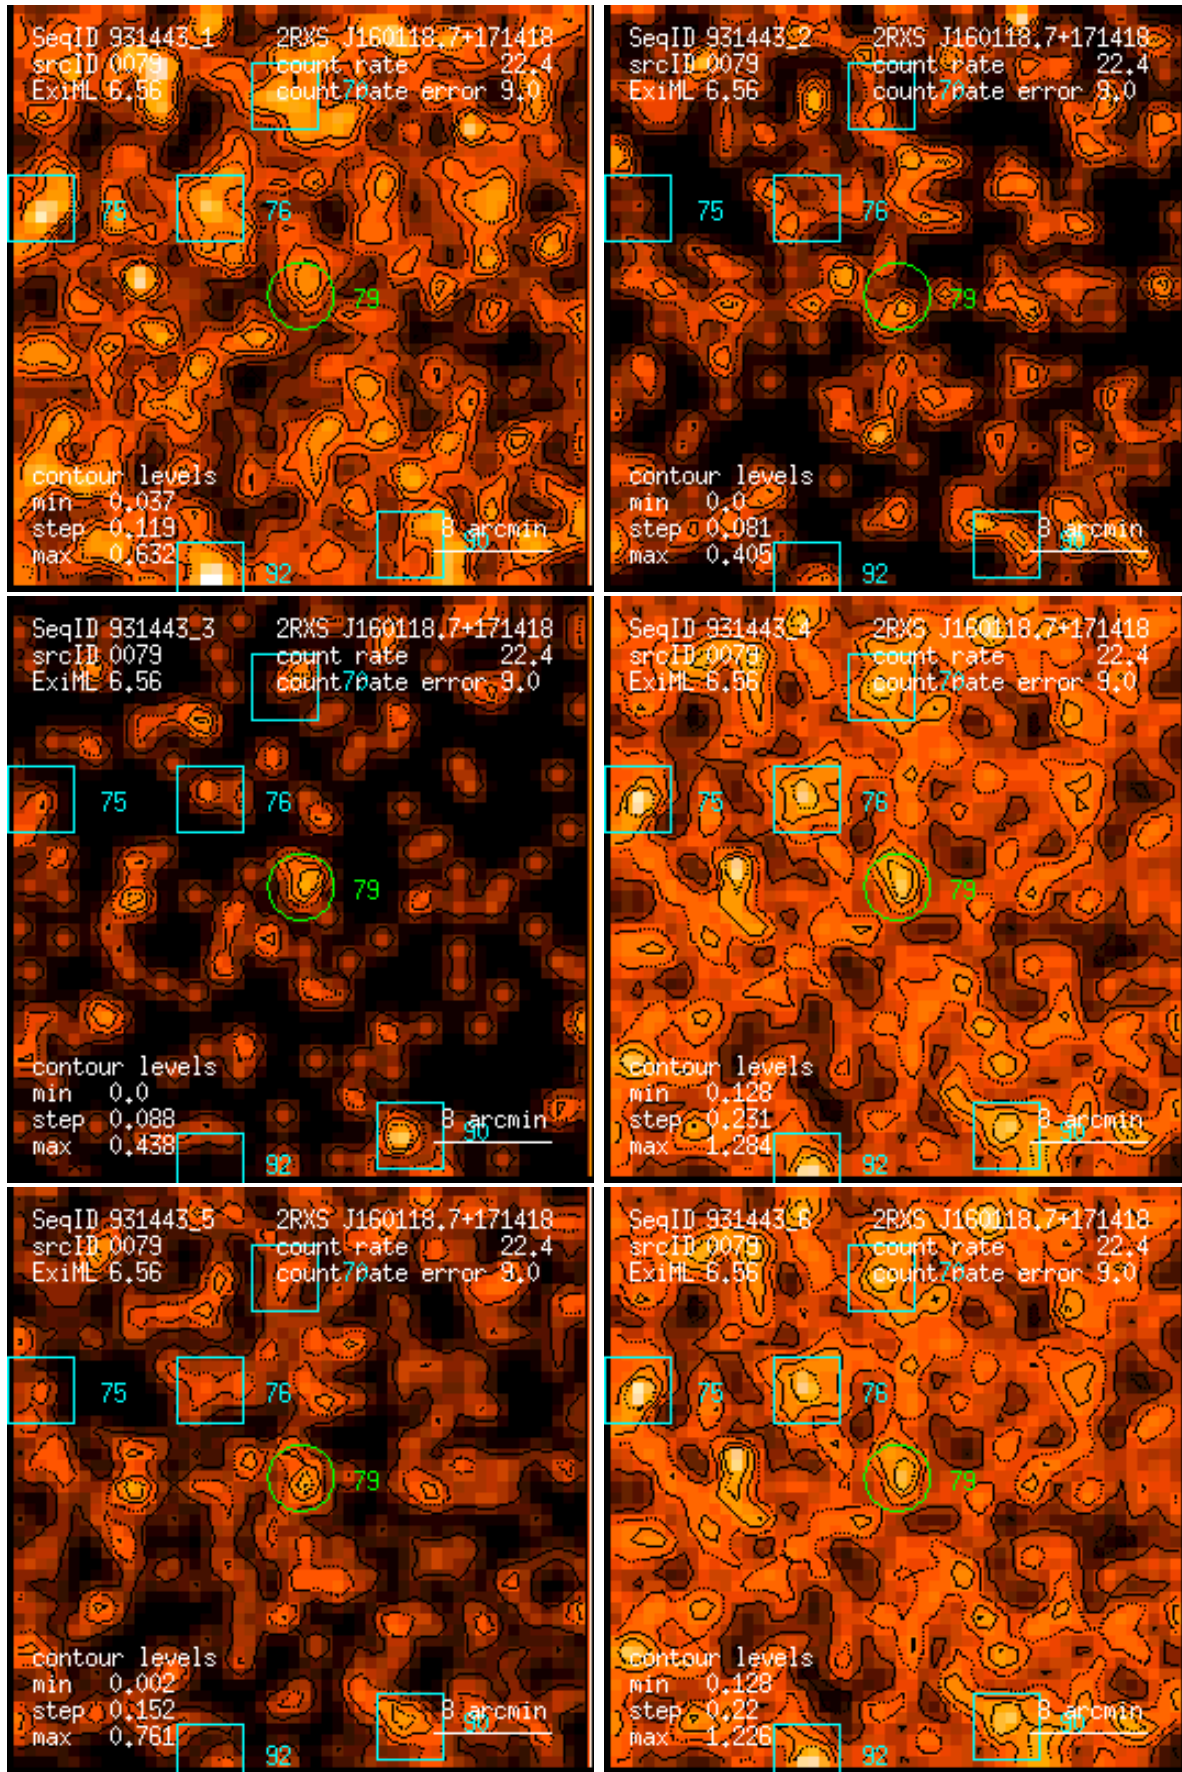 SeqID 931443_1 2RXS J160118.7+171418
srcID 0079 count rate 22.4
ExiML 6.56 count rate error 9.0
70
75 76
79
contour levels
min 0.037
step 0.119 8 arcmin
max 0.632 90
92
SeqID 931443_2 2RXS J160118.7+171418
srcID 0079 count rate 22.4
ExiML 6.56 count rate error 9.0
75 76
79
contour levels
min 0.0
step 0.081 8 arcmin
max 0.405 90
92
SeqID 931443_3 2RXS J160118.7+171418
srcID 0079 count rate 22.4
ExiML 6.56 count rate error 9.0
75 76
79
contour levels
min 0.0
step 0.088 8 arcmin
max 0.438 90
92
SeqID 931443_4 2RXS J160118.7+171418
srcID 0079 count rate 22.4
ExiML 6.56 count rate error 9.0
75 76
79
contour levels
min 0.128
step 0.231 8 arcmin
max 1.284 90
92
SeqID 931443_5 2RXS J160118.7+171418
srcID 0079 count rate 22.4
ExiML 6.56 count rate error 9.0
75 76
79
contour levels
min 0.002
step 0.152 8 arcmin
max 0.761 90
92
SeqID 931443_6 2RXS J160118.7+171418
srcID 0079 count rate 22.4
ExiML 6.56 count rate error 9.0
75 76
79
contour levels
min 0.128
step 0.22 8 arcmin
max 1.226 90
92